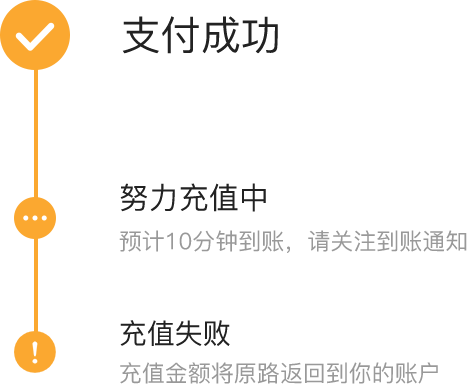 支付成功
努力充值中
预计10分钟到账，请关注到账通知
充值失败
充值金额将原路返回到你的账户